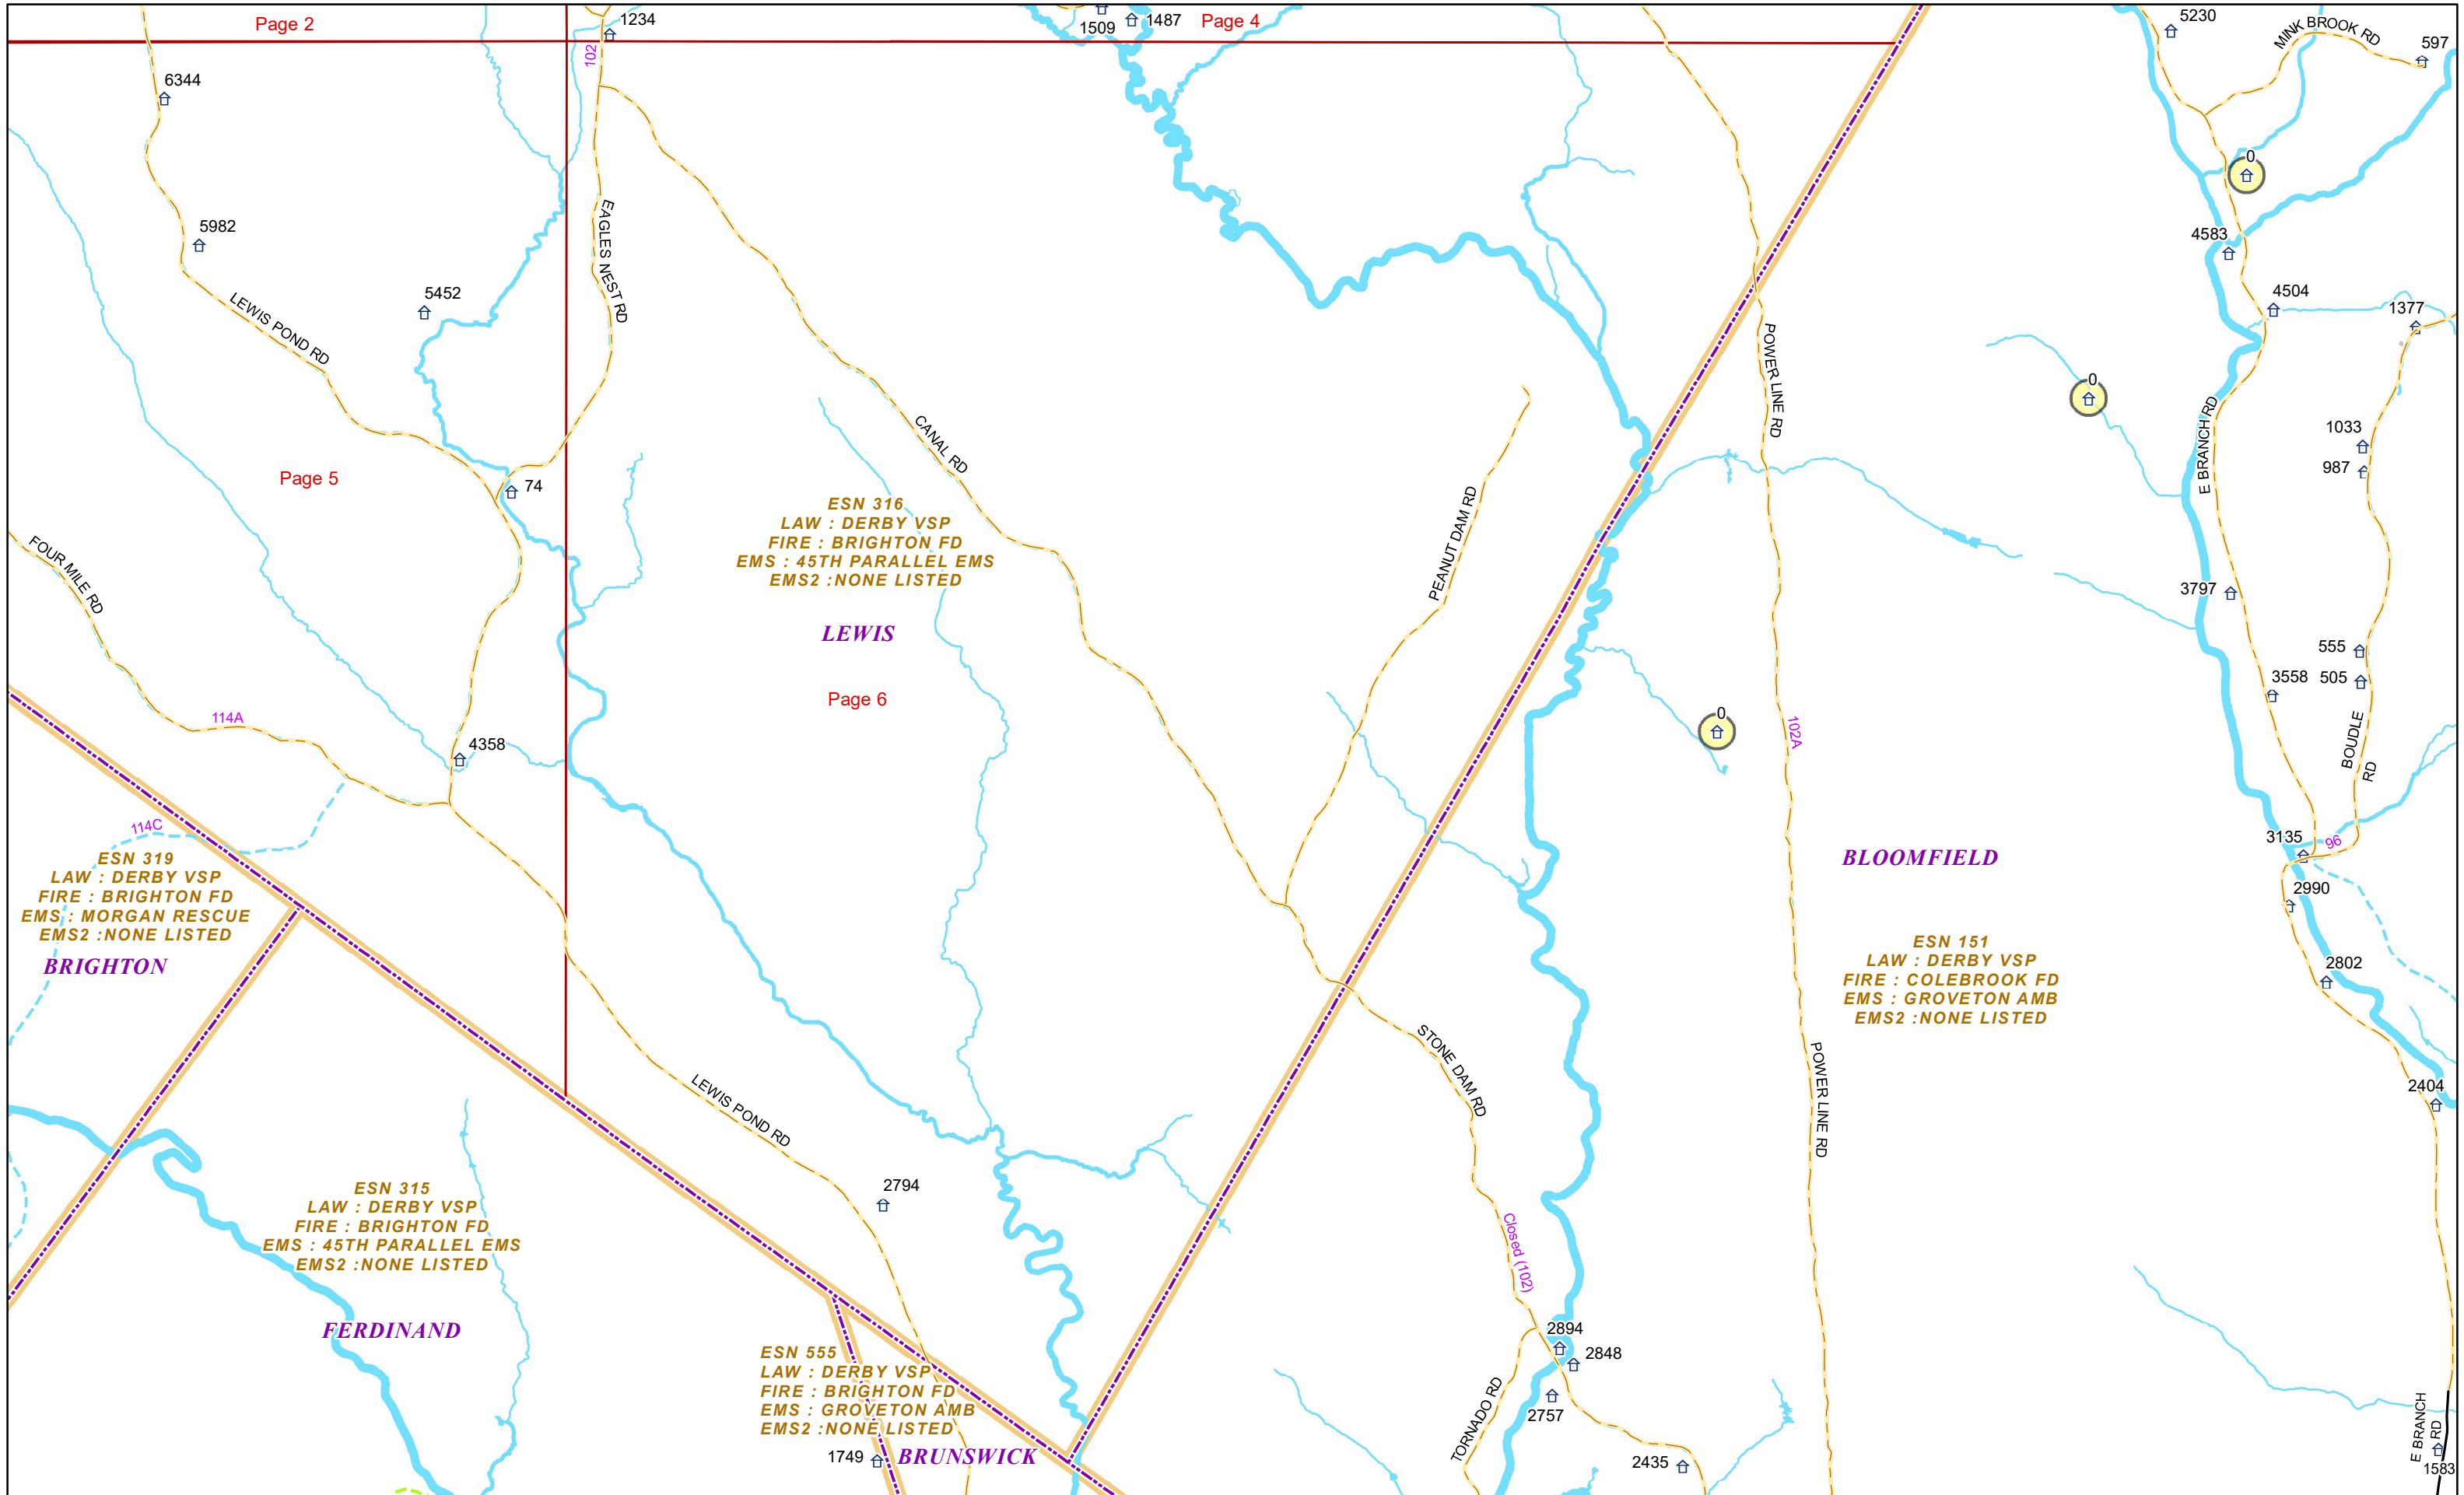 Page 2
1234
102
1509
1487
Page 4
5230
MINK BROOK RD
597
6344
0
5982
EAGLES NEST RD
4583
5452
LEWIS POND RD
4504
1377
POWER LINE RD
0
E BRANCH RD
CANAL RD
1033
987
Page 5
74
PEANUT DAM RD
ESN 316
LAW : DERBY VSP
FIRE : BRIGHTON FD
EMS : 45TH PARALLEL EMS
EMS2 :NONE LISTED
FOUR MILE RD
3797
LEWIS
555
3558
505
Page 6
114A
0
102A
BOUDLE
RD
4358
114C
3135
96
BLOOMFIELD
ESN 319
LAW : DERBY VSP
FIRE : BRIGHTON FD
EMS : MORGAN RESCUE
EMS2 :NONE LISTED
2990
BRIGHTON
ESN 151
LAW : DERBY VSP
FIRE : COLEBROOK FD
EMS : GROVETON AMB
EMS2 :NONE LISTED
2802
STONE DAM RD
2404
LEWIS POND RD
POWER LINE RD
2794
ESN 315
LAW : DERBY VSP
FIRE : BRIGHTON FD
EMS : 45TH PARALLEL EMS
EMS2 :NONE LISTED
Closed (102)
FERDINAND
2894
2848
ESN 555
LAW : DERBY VSP
FIRE : BRIGHTON FD
EMS : GROVETON AMB
EMS2 :NONE LISTED
TORNADO RD
2757
E BRANCH
RD
1749
BRUNSWICK
2435
1583